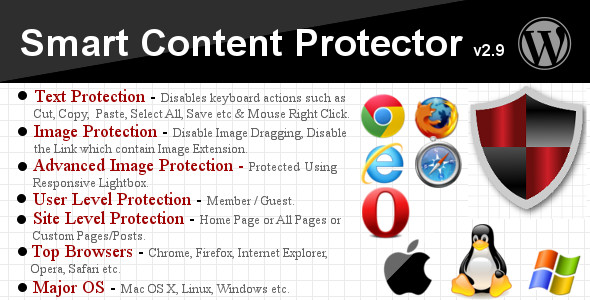 Smart Content Protector v2.9
Text Protection - Disables keyboard actions such as
Cut, Copy, Paste, Select All, Save etc & Mouse Right Click.
Image Protection - Disable Image Dragging, Disable
the Link which contain Image Extension.
Advanced Image Protection - Protected Using
Responsive Lightbox.
User Level Protection - Member / Guest.
Site Level Protection - Home Page or All Pages or
Custom Pages/Posts.
Top Browsers - Chrome, Firefox, Internet Explorer,
Opera, Safari etc.
Major OS - Mac OS X, Linux, Windows etc.